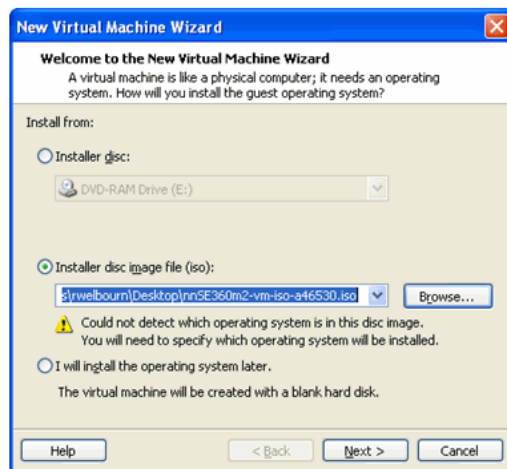 New Virtual Machine Wizard
Welcome to the New Virtual Machine Wizard
A virtual machine is like a physical computer; it needs an operating
system. How will you install the guest operating system?
Install from:
Installer disc:
DVD-RAM Drive (E:)
Installer disc image file (iso):
s\rwelbourn\Desktop\nnSE360m2-vm-iso-a46530.iso
Browse...
Could not detect which operating system is in this disc image.
You will need to specify which operating system will be installed.
I will install the operating system later.
The virtual machine will be created with a blank hard disk.
Help
< Back
Next >
Cancel